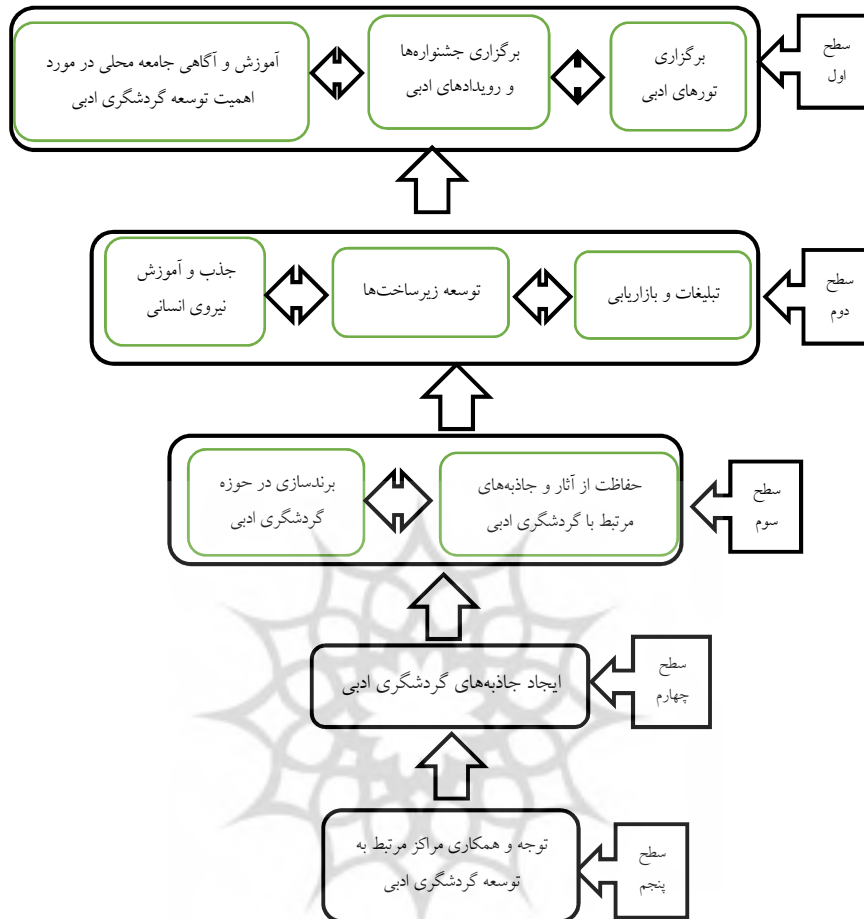 سطح
اول
برگزاری
تورهای ادبی
برگزاری جشنواره‌ها
و رویدادهای ادبی
آموزش و آگاهی جامعه محلی در مورد
اهمیت توسعه گردشگری ادبی
سطح
دوم
تبلیغات و بازاریابی
توسعه زیرساخت‌ها
جذب و آموزش
نیروی انسانی
سطح
سوم
حفاظت از آثار و جاذبه‌های
مرتبط با گردشگری ادبی
برندسازی در حوزه
گردشگری ادبی
سطح
چهارم
ایجاد جاذبه‌های گردشگری ادبی
سطح
پنجم
توجه و همکاری مراکز مرتبط به
توسعه گردشگری ادبی